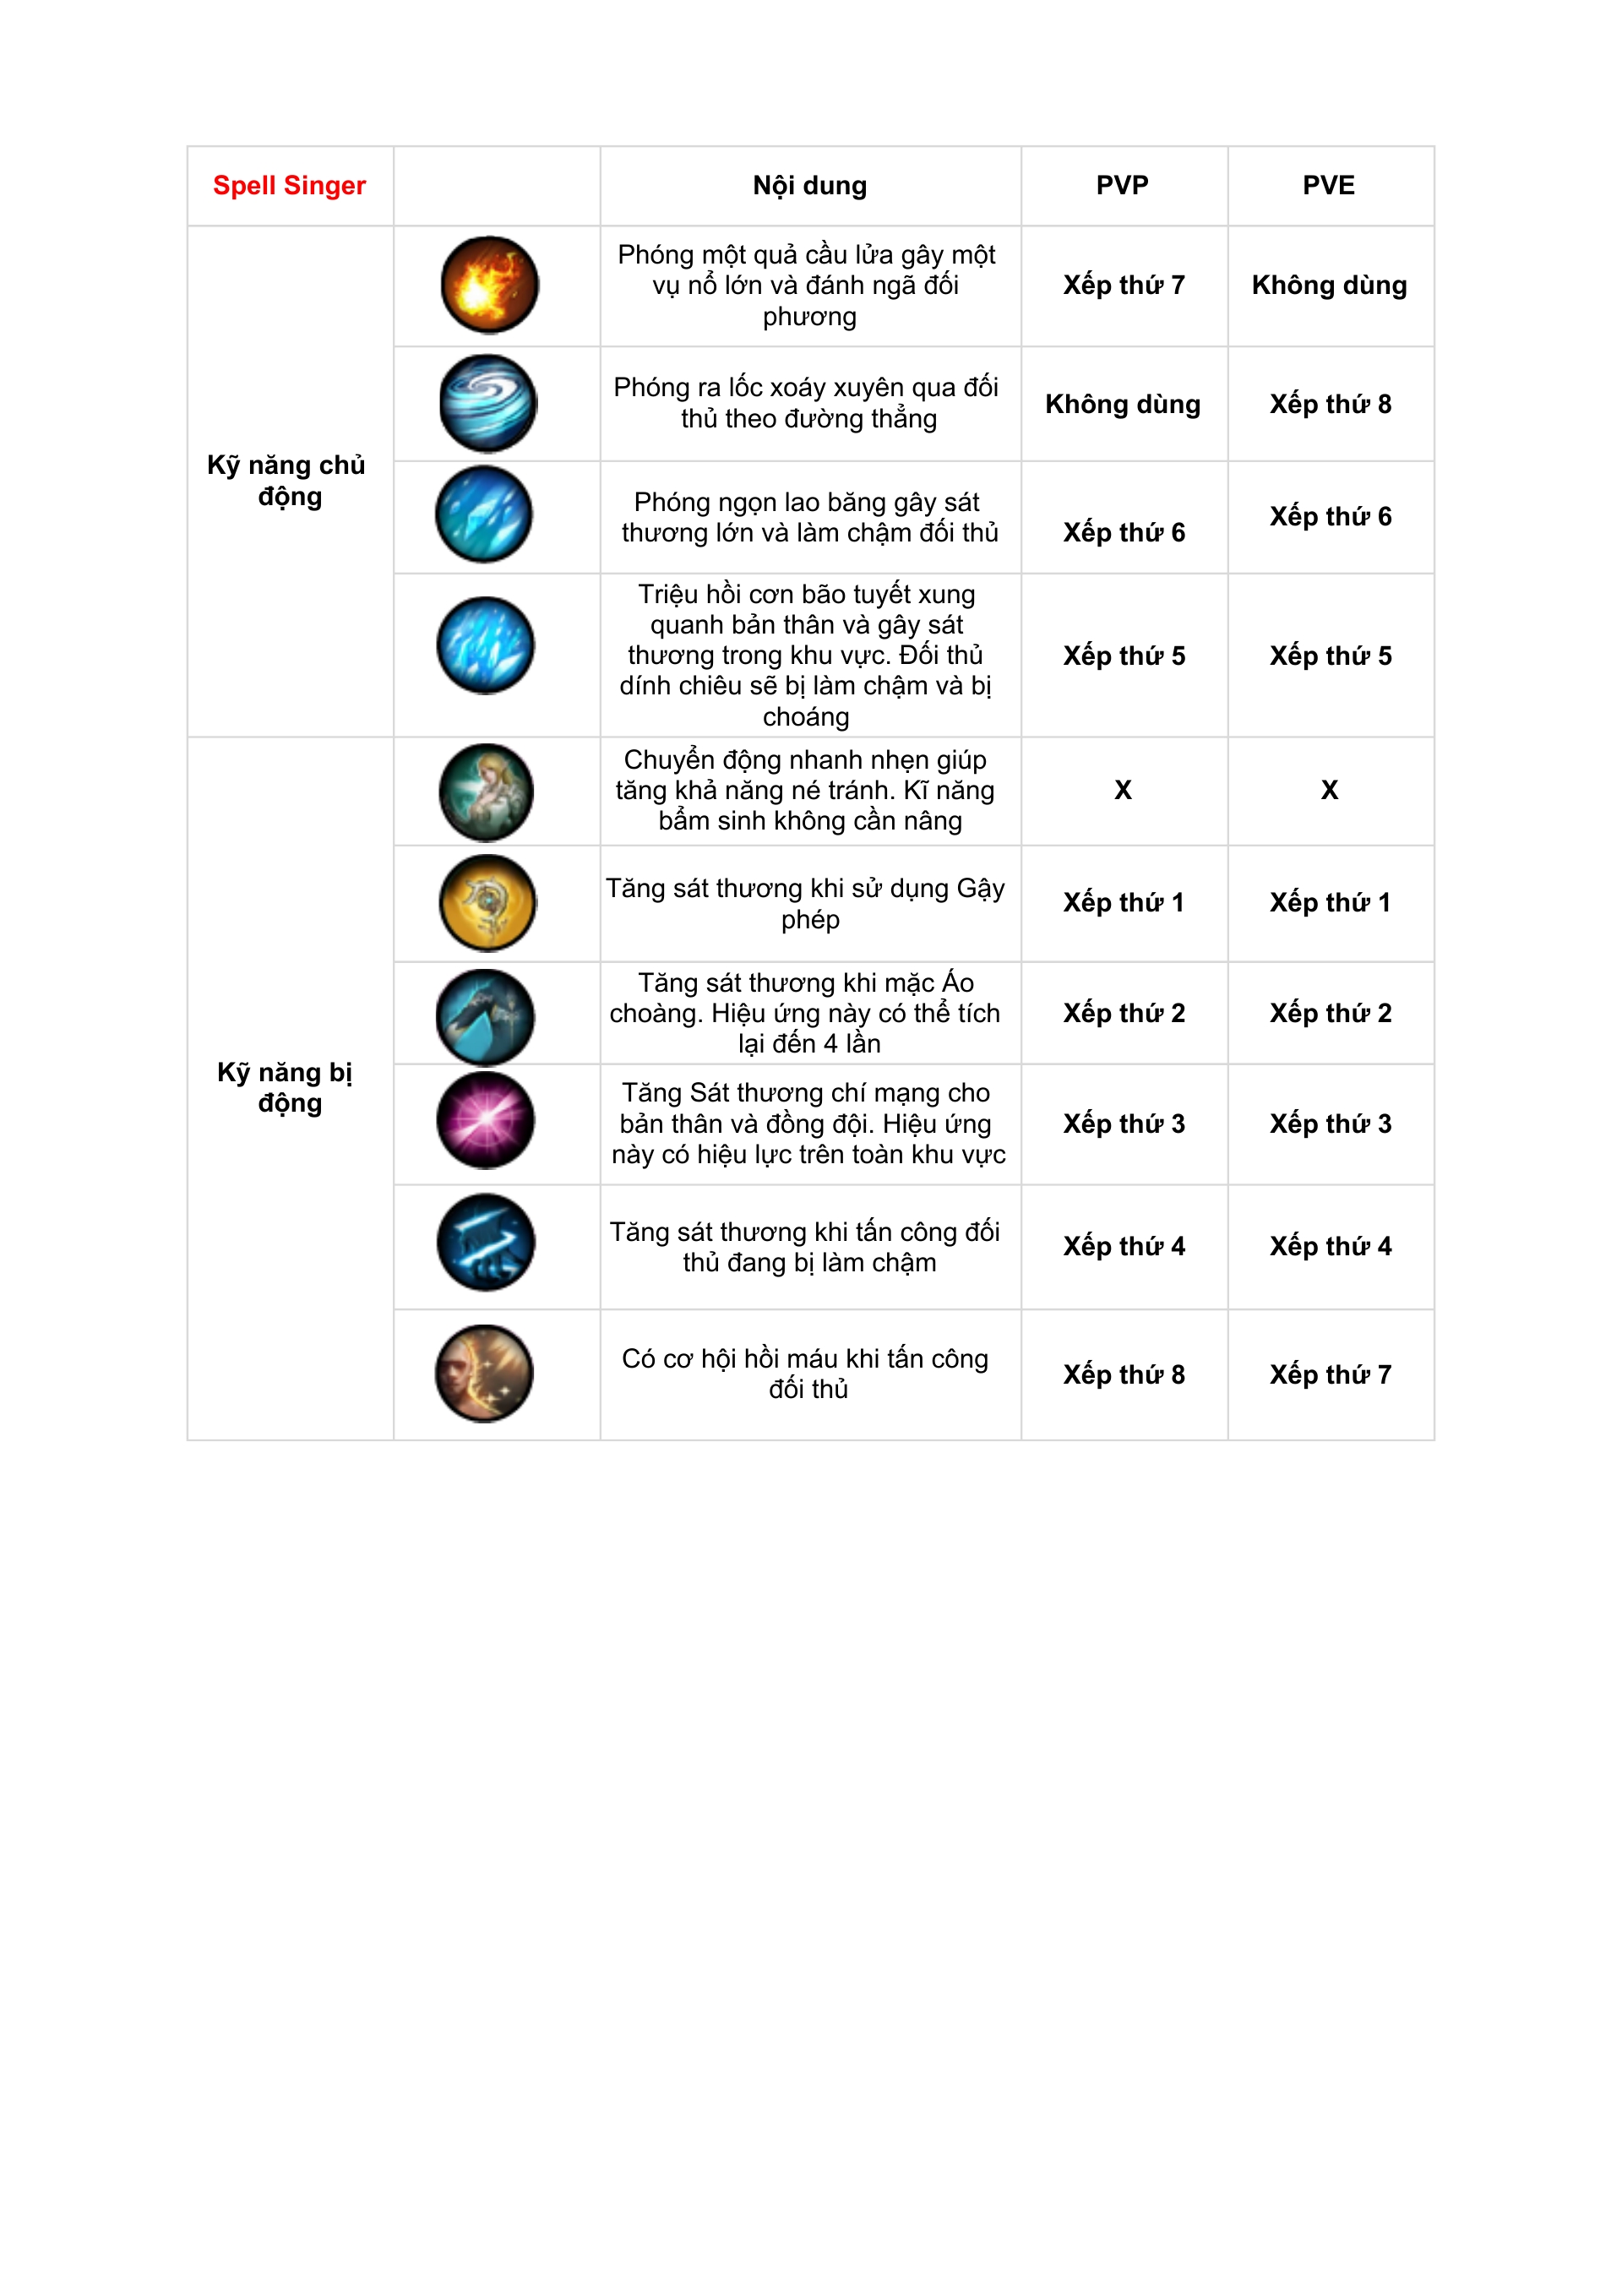 Spell Singer
Nội dung
PVP
PVE
Kỹ năng chủ
động
Phóng một quả cầu lửa gây một
vụ nổ lớn và đánh ngã đối
phương
Xếp thứ 7
Không dùng
Phóng ra lốc xoáy xuyên qua đối
thủ theo đường thẳng
Không dùng
Xếp thứ 8
Phóng ngọn lao băng gây sát
thương lớn và làm chậm đối thủ
Xếp thứ 6
Xếp thứ 6
Triệu hồi cơn bão tuyết xung
quanh bản thân và gây sát
thương trong khu vực. Đối thủ
dính chiêu sẽ bị làm chậm và bị
choáng
Xếp thứ 5
Xếp thứ 5
Kỹ năng bị
động
Chuyển động nhanh nhẹn giúp
tăng khả năng né tránh. Kĩ năng
bẩm sinh không cần nâng
X
X
Tăng sát thương khi sử dụng Gậy
phép
Xếp thứ 1
Xếp thứ 1
Tăng sát thương khi mặc Áo
choàng. Hiệu ứng này có thể tích
lại đến 4 lần
Xếp thứ 2
Xếp thứ 2
Tăng Sát thương chí mạng cho
bản thân và đồng đội. Hiệu ứng
này có hiệu lực trên toàn khu vực
Xếp thứ 3
Xếp thứ 3
Tăng sát thương khi tấn công đối
thủ đang bị làm chậm
Xếp thứ 4
Xếp thứ 4
Có cơ hội hồi máu khi tấn công
đối thủ
Xếp thứ 8
Xếp thứ 7